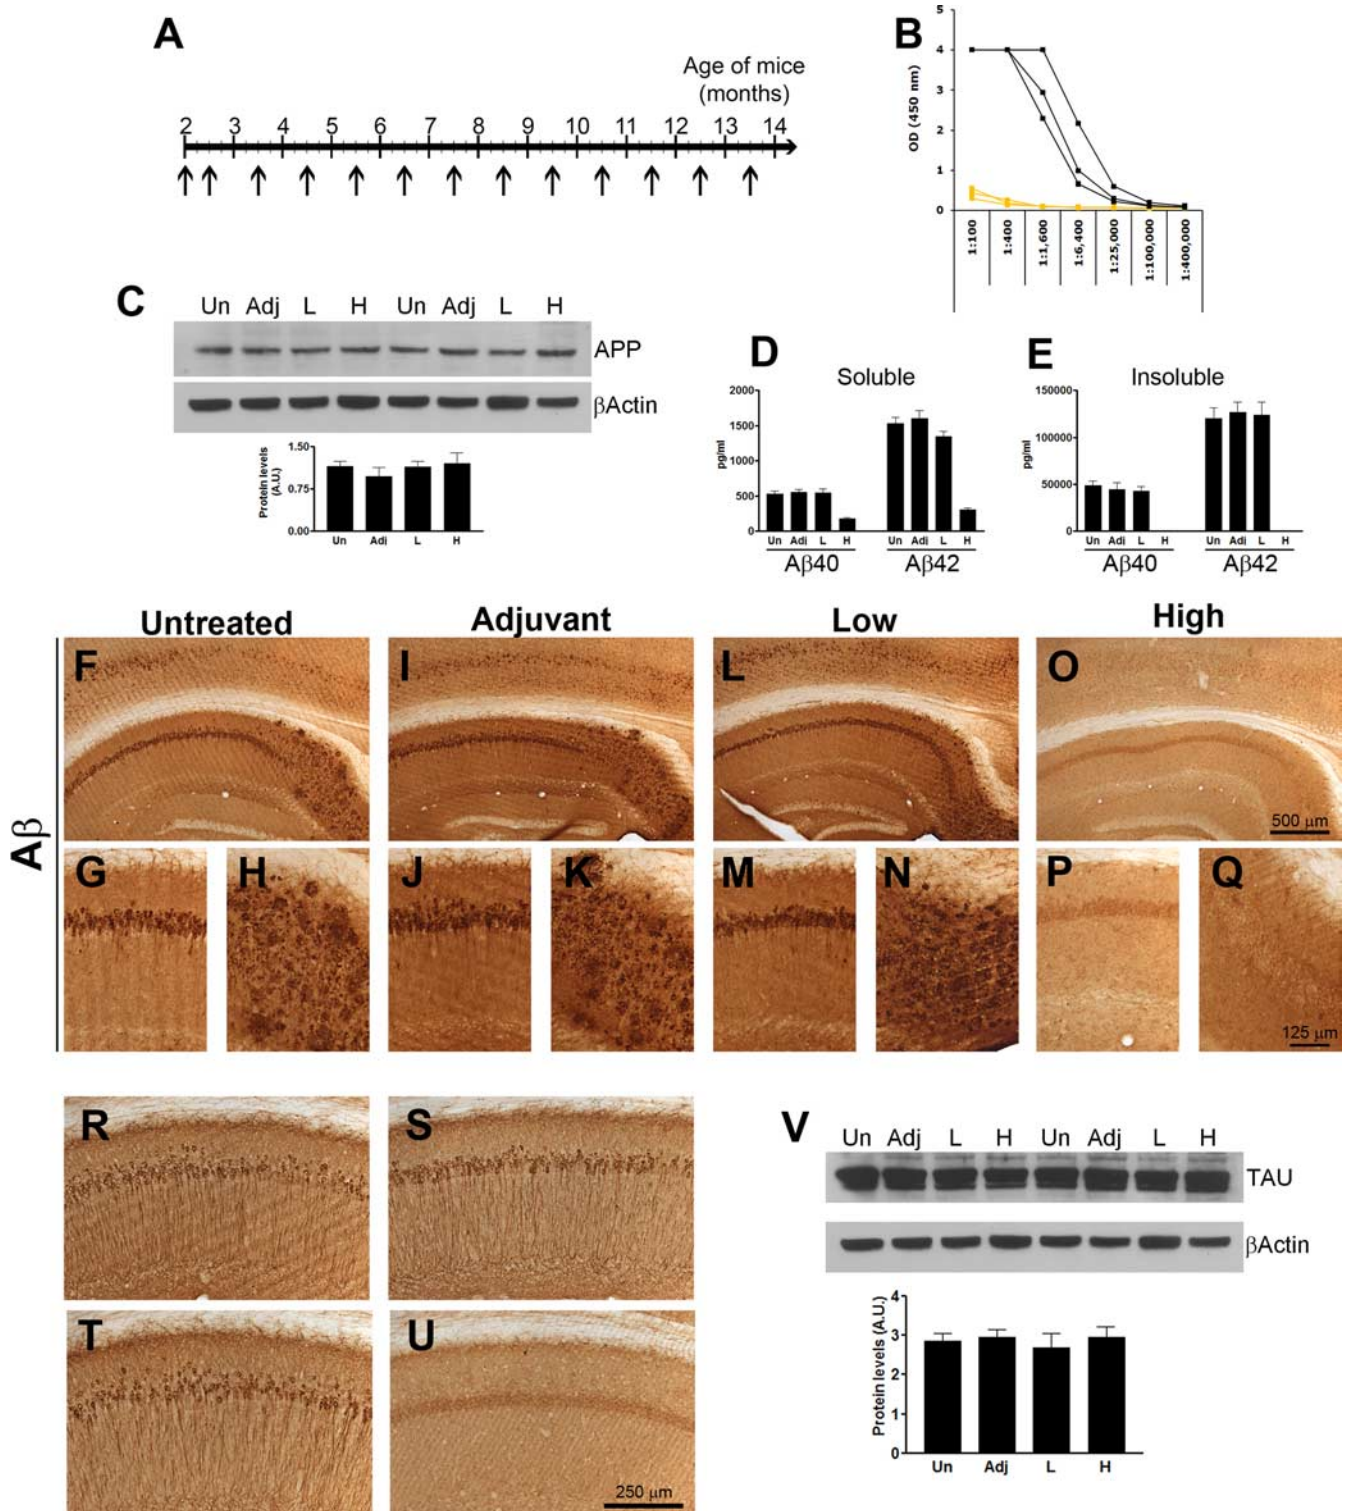 A
Age of mice
(months)
2 3 4 5 6 7 8 9 10 11 12 13 14
B
OD (450 nm)
5
4
3
2
1
0
1:100
1:400
1:1,600
1:6,400
1:25,000
1:100,000
1:400,000
C
Un Adj L H Un Adj L H
APP
βActin
Protein levels
(A.U.)
1.50
0.75
0.00
Un Adj L H
D
Soluble
pg/ml
2000
1500
1000
500
0
Un Adj L H Un Adj L H
Aβ40 Aβ42
E
Insoluble
pg/ml
150000
100000
50000
0
Un Adj L H Un Adj L H
Aβ40 Aβ42
Untreated Adjuvant Low High
Aβ
F I L O
500 µm
G H J K M N P Q
125 µm
R S
T U
250 µm
V
Un Adj L H Un Adj L H
TAU
βActin
Protein levels (A.U.)
4
3
2
1
0
Un Adj L H